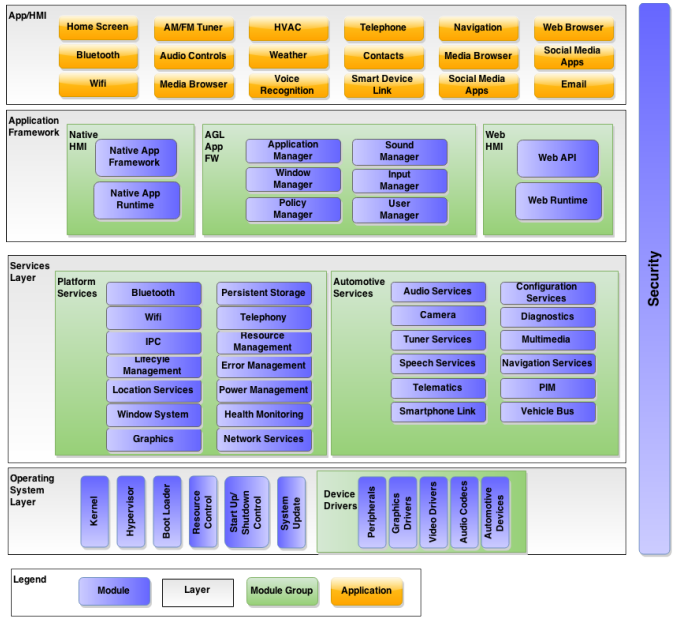 App/HMI
Home Screen
AM/FM Tuner
HVAC
Telephone
Navigation
Web Browser
Bluetooth
Audio Controls
Weather
Contacts
Media Browser
Social Media
Apps
Wifi
Media Browser
Voice
Recognition
Smart Device
Link
Social Media
Apps
Email
Application
Framework
Native
HMI
Native App
Framework
Native App
Runtime
AGL
App
FW
Application
Manager
Sound
Manager
Window
Manager
Input
Manager
Policy
Manager
User
Manager
Web
HMI
Web API
Web Runtime
Services
Layer
Platform
Services
Bluetooth
Persistent Storage
Wifi
Telephony
IPC
Resource
Management
Lifecyle
Management
Error Management
Location Services
Power Management
Window System
Health Monitoring
Graphics
Network Services
Automotive
Services
Audio Services
Configuration
Services
Camera
Diagnostics
Tuner Services
Multimedia
Speech Services
Navigation Services
Telematics
PIM
Smartphone Link
Vehicle Bus
Operating
System
Layer
Kernel
Hypervisor
Boot Loader
Resource
Control
Start Up/
Shutdown
Control
System
Update
Device
Drivers
Peripherals
Graphics
Drivers
Video Drivers
Audio Codecs
Automotive
Devices
Security
Legend
Module
Layer
Module Group
Application